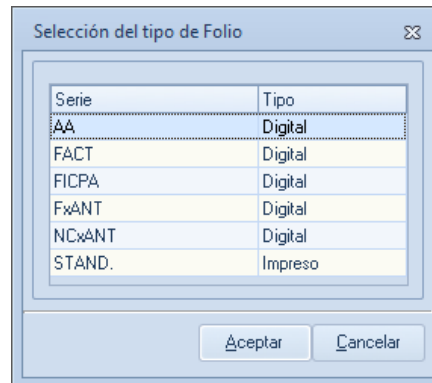 Selección del tipo de Folio
Serie Tipo
AA Digital
FACT Digital
FICPA Digital
FxANT Digital
NCxANT Digital
STAND. Impreso
Aceptar Cancelar